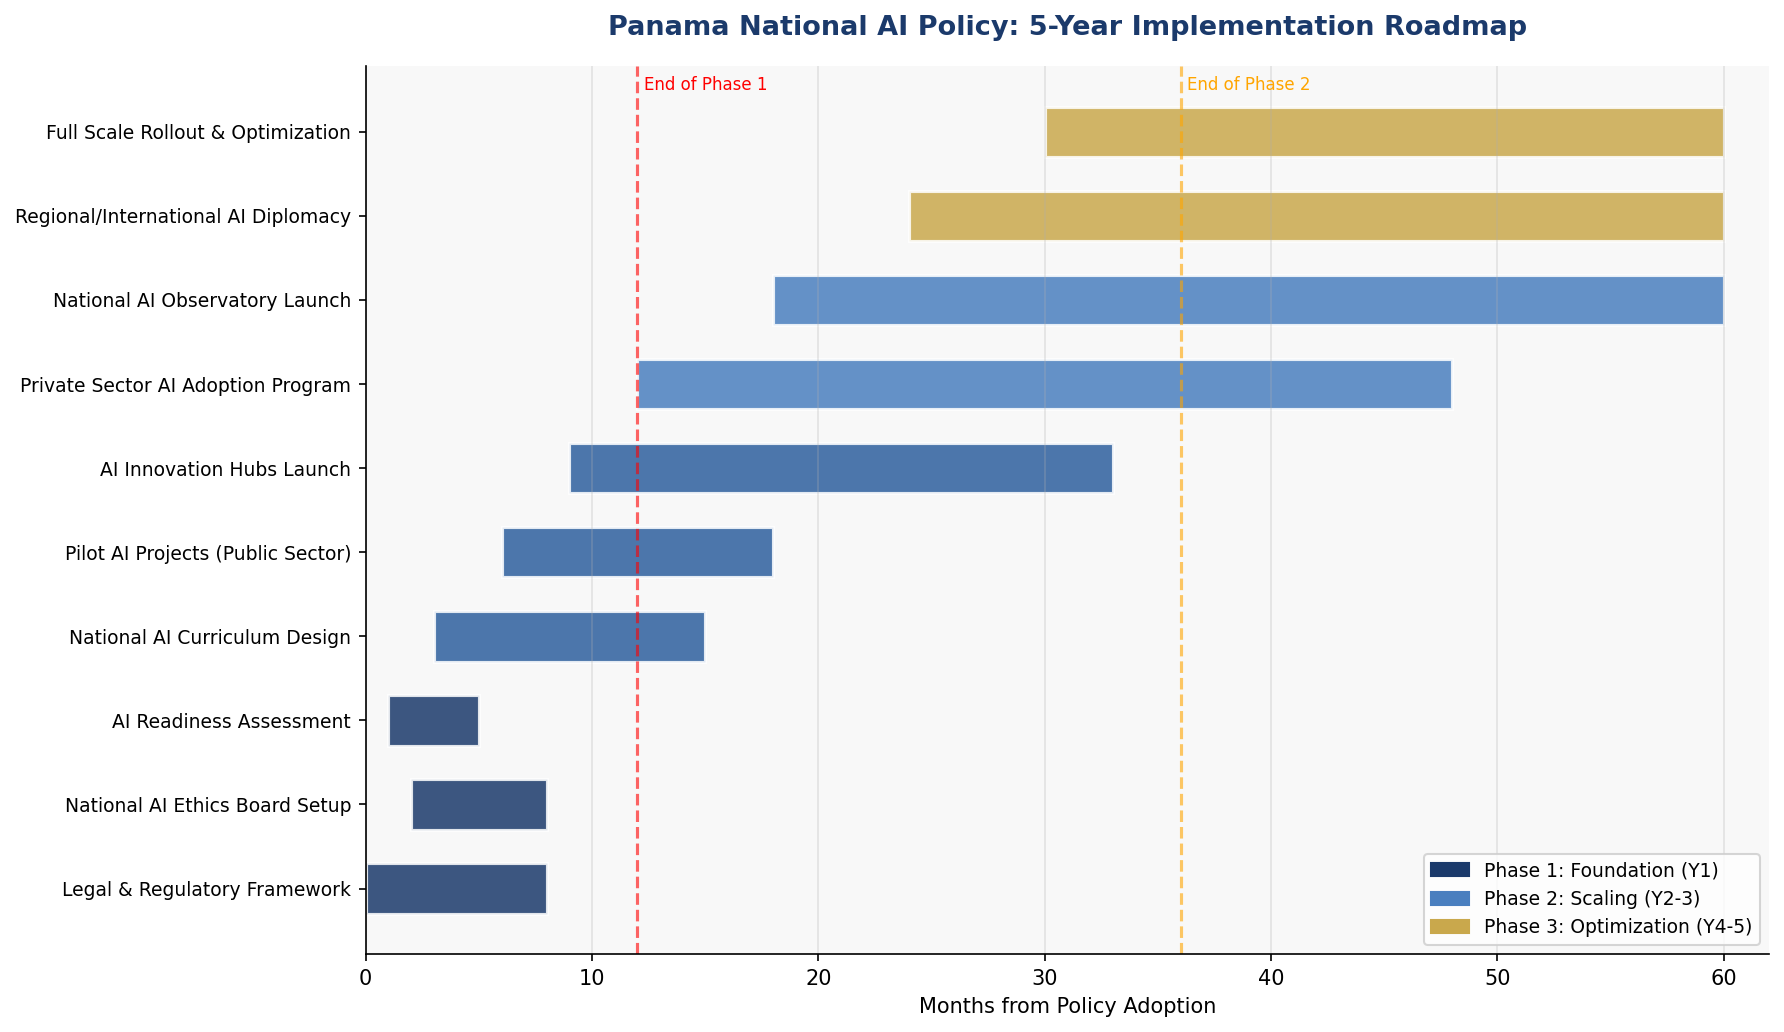 Panama National AI Policy: 5-Year Implementation Roadmap
End of Phase 1
End of Phase 2
Full Scale Rollout & Optimization
Regional/International AI Diplomacy
National AI Observatory Launch
Private Sector AI Adoption Program
AI Innovation Hubs Launch
Pilot AI Projects (Public Sector)
National AI Curriculum Design
AI Readiness Assessment
National AI Ethics Board Setup
Legal & Regulatory Framework
Phase 1: Foundation (Y1)
Phase 2: Scaling (Y2-3)
Phase 3: Optimization (Y4-5)
0 10 20 30 40 50 60
Months from Policy Adoption